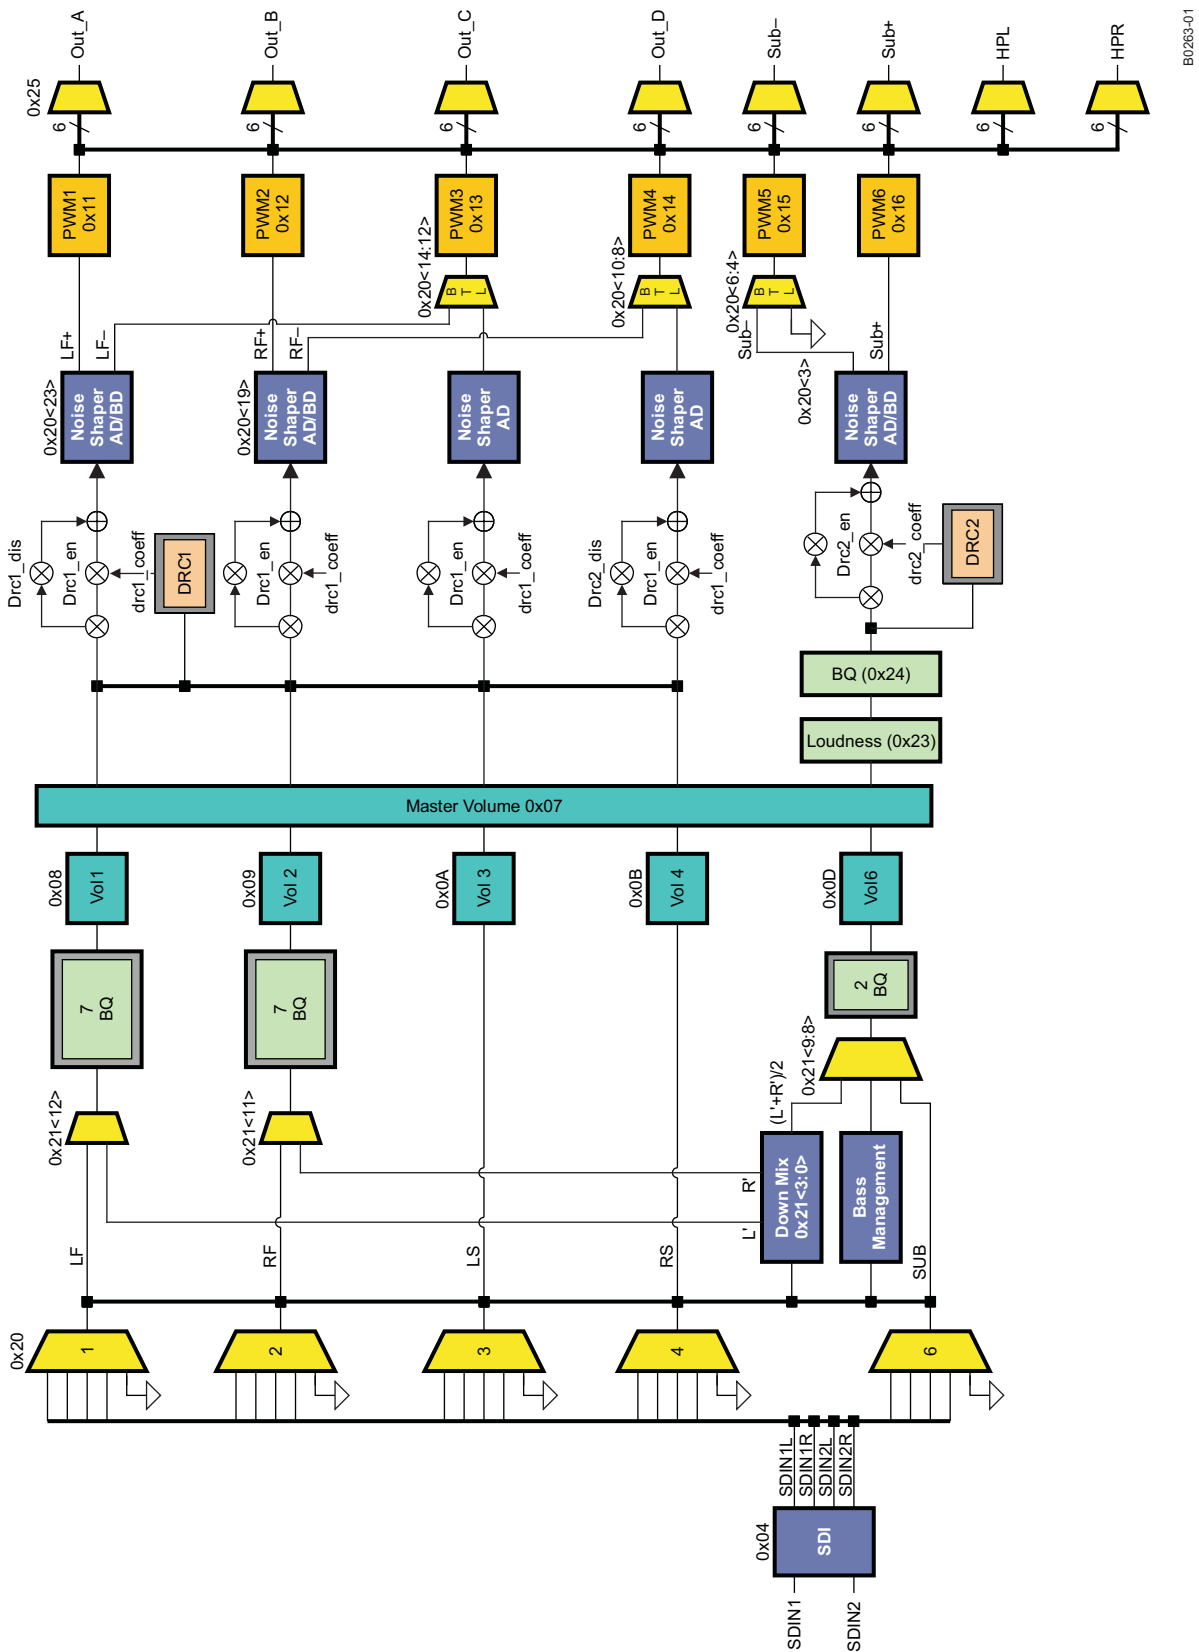 B0263-01
Out_A
Out_B
Out_C
Out_D
Sub–
Sub+
HPL
HPR
0x25
6
6
6
6
6
6
6
6
PWM1
0x11
PWM2
0x12
PWM3
0x13
PWM4
0x14
PWM5
0x15
PWM6
0x16
0x20<14:12>
0x20<10:8>
0x20<6:4>
B
T
L
B
T
L
B
T
L
LF+
LF–
RF+
RF–
Sub–
Sub+
0x20<23>
0x20<19>
0x20<3>
Noise
Shaper
AD/BD
Noise
Shaper
AD/BD
Noise
Shaper
AD
Noise
Shaper
AD
Noise
Shaper
AD/BD
Drc1_dis
Drc1_en
drc1_coeff
DRC1
Drc1_en
drc1_coeff
Drc1_en
drc1_coeff
Drc2_dis
Drc1_en
drc1_coeff
Drc2_en
drc2_coeff
DRC2
BQ (0x24)
Loudness (0x23)
Master Volume 0x07
0x08
Vol1
0x09
Vol 2
0x0A
Vol 3
0x0B
Vol 4
0x0D
Vol6
7
BQ
7
BQ
2
BQ
0x21<12>
0x21<11>
0x21<9:8>
(L'+R')/2
R'
L'
Down Mix
0x21<3:0>
Bass
Management
LF
RF
LS
RS
SUB
0x20
1
2
3
4
6
SDIN1L
SDIN1R
SDIN2L
SDIN2R
0x04
SDI
SDIN1
SDIN2